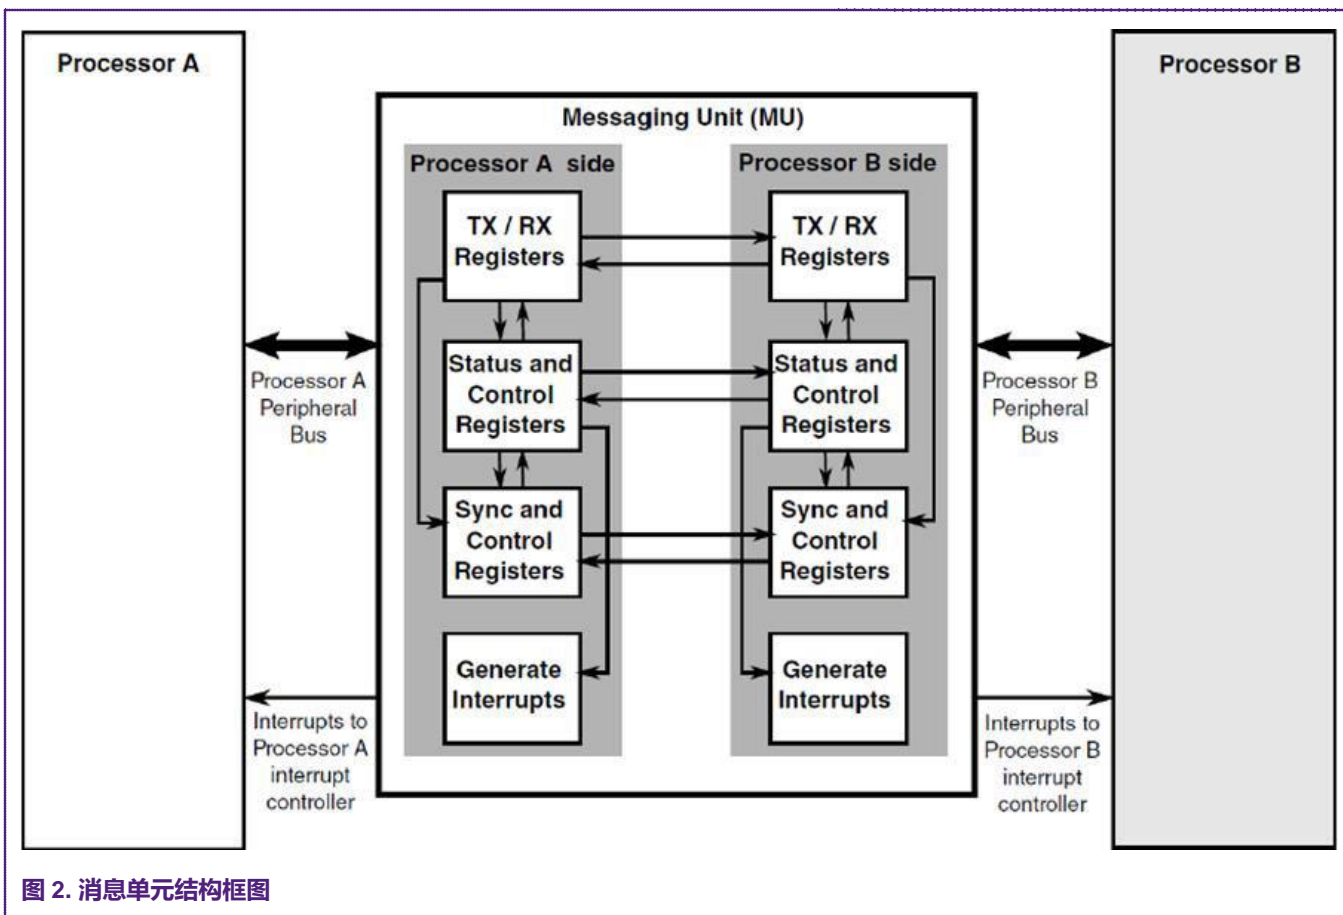 Processor A
Processor B
Messaging Unit (MU)
Processor A side
Processor B side
TX / RX
Registers
TX / RX
Registers
Status and
Control
Registers
Status and
Control
Registers
Processor A
Peripheral
Bus
Processor B
Peripheral
Bus
Sync and
Control
Registers
Sync and
Control
Registers
Generate
Interrupts
Generate
Interrupts
Interrupts to
Processor A
interrupt
controller
Interrupts to
Processor B
interrupt
controller
图 2. 消息单元结构框图